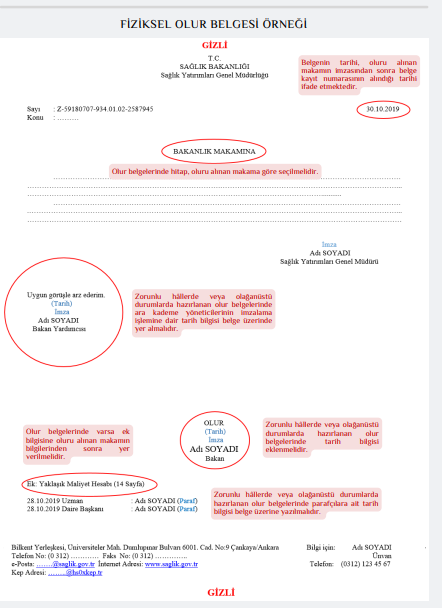 FİZİKSEL OLUR BELGESİ ÖRNEĞİ
GİZLİ
T.C.
SAĞLIK BAKANLIĞI
Sağlık Yatırımları Genel Müdürlüğü
Belgenin tarihi, oluru alınan
makamın imzasından sonra belge
kayıt numarasının alındığı tarihi
ifade etmektedir.
Sayı : Z-59180707-934.01.02-2587945
30.10.2019
Konu : ..........
BAKANLIK MAKAMINA
Olur belgelerinde hitap, oluru alınan makama göre seçilmelidir.
İmza
Adı SOYADI
Sağlık Yatırımları Genel Müdürü
Uygun görüşle arz ederim.
(Tarih)
İmza
Adı SOYADI
Bakan Yardımcısı
Zorunlu hâllerde veya olağanüstü
durumlarda hazırlanan olur belgelerinde
ara kademe yöneticilerinin imzalama
işlemine dair tarih bilgisi belge üzerinde
yer almalıdır.
OLUR
(Tarih)
İmza
Adı SOYADI
Bakan
Zorunlu hâllerde veya olağanüstü
durumlarda hazırlanan olur
belgelerinde tarih bilgisi
eklenmelidir.
Olur belgelerinde varsa ek
bilgisine oluru alınan makamın
bilgilerinden sonra yer
verilmelidir.
Ek: Yaklaşık Maliyet Hesabı (14 Sayfa)
28.10.2019 Uzman : Adı SOYADI (Paraf)
28.10.2019 Daire Başkanı : Adı SOYADI (Paraf)
Zorunlu hâllerde veya olağanüstü durumlarda
hazırlanan olur belgelerinde parafçılara ait tarih
bilgisi belge üzerine yazılmalıdır.
Bilkent Yerleşkesi, Üniversiteler Mah. Dumlupınar Bulvarı 6001. Cad. No:9 Çankaya/Ankara Bilgi için: Adı SOYADI
Telefon No: (0 312) ............ Faks No: (0 312) ............... Ünvan
e-Posta: ......@saglik.gov.tr İnternet Adresi: www.saglik.gov.tr Telefon: (0312) 123 45 67
Kep Adresi: ........@hs0xkep.tr
GİZLİ